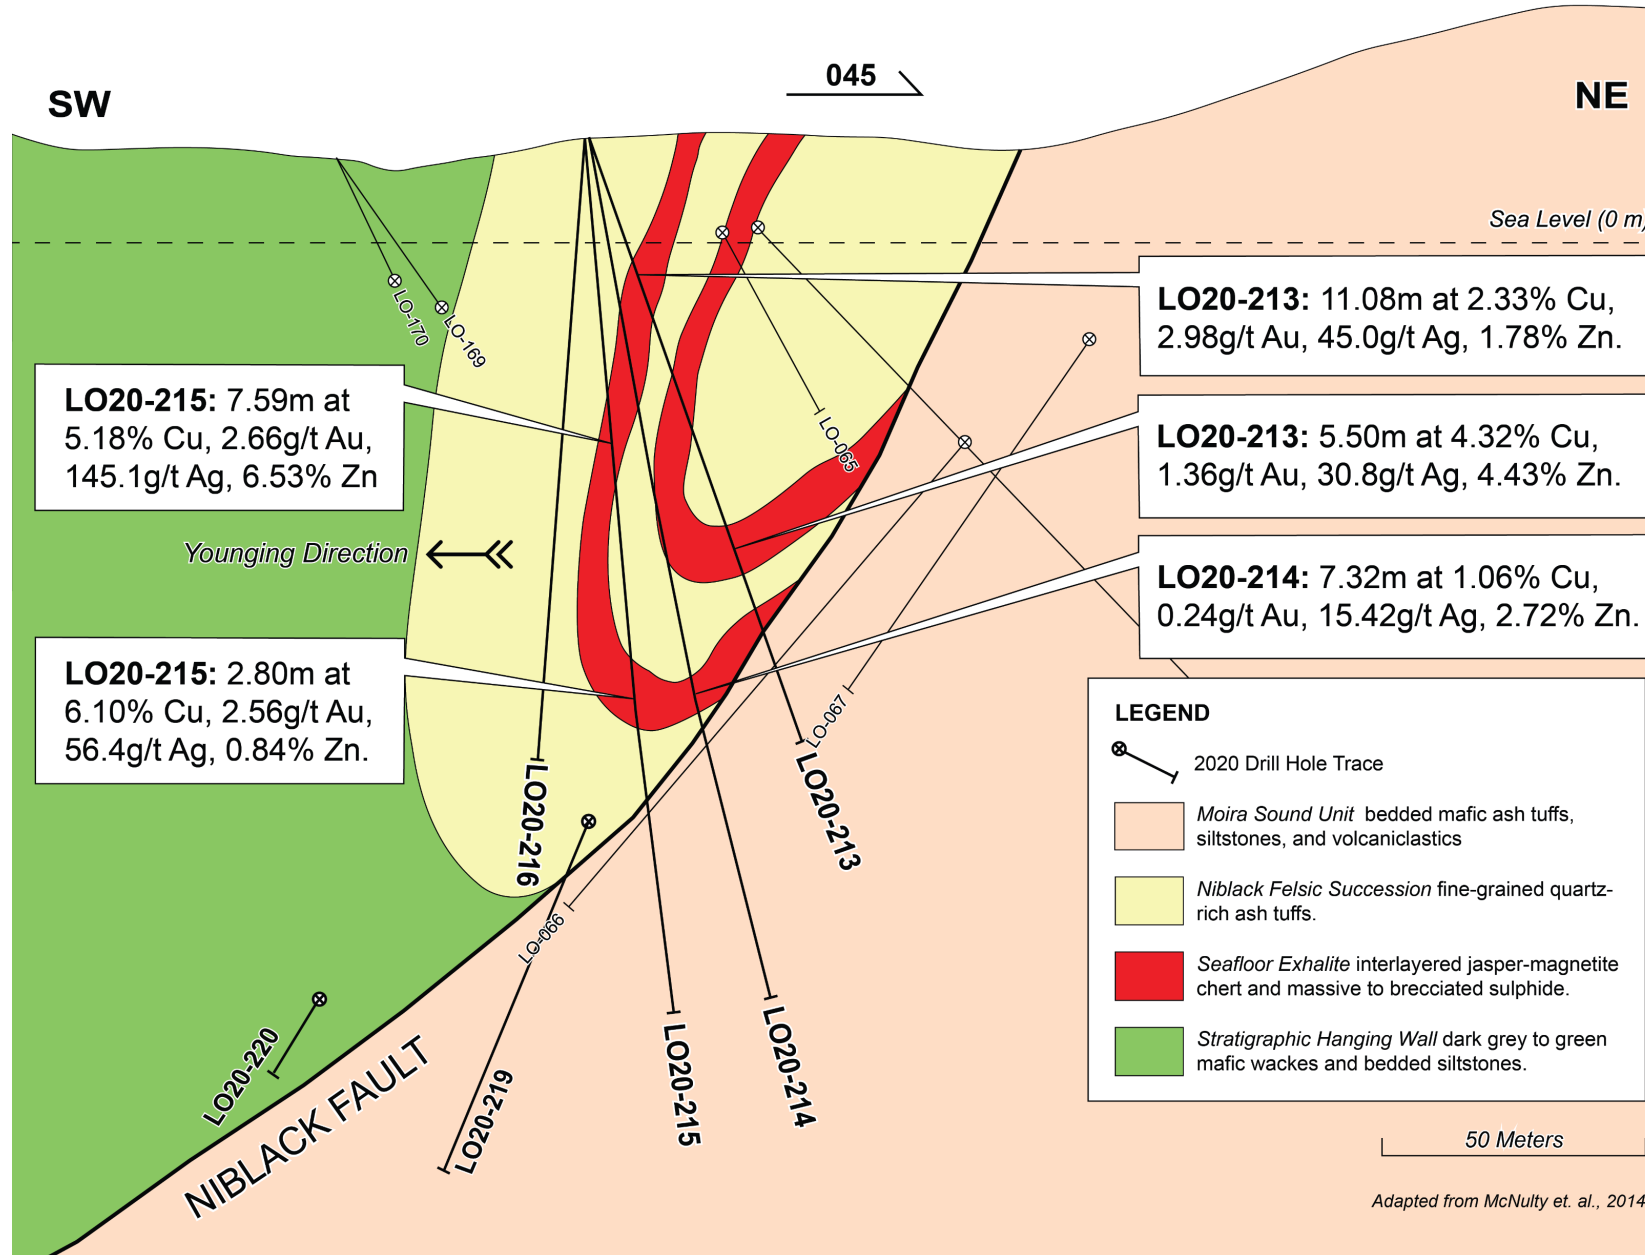 SW
045
NE
Sea Level (0 m)
LO-170
LO-169
LO20-213: 11.08m at 2.33% Cu,
2.98g/t Au, 45.0g/t Ag, 1.78% Zn.
LO20-215: 7.59m at
5.18% Cu, 2.66g/t Au,
145.1g/t Ag, 6.53% Zn
LO-065
LO20-213: 5.50m at 4.32% Cu,
1.36g/t Au, 30.8g/t Ag, 4.43% Zn.
Younging Direction
LO20-214: 7.32m at 1.06% Cu,
0.24g/t Au, 15.42g/t Ag, 2.72% Zn.
LO20-215: 2.80m at
6.10% Cu, 2.56g/t Au,
56.4g/t Ag, 0.84% Zn.
LO-067
LO20-213
LO20-216
LO-066
LO20-220
LO20-219
LO20-215
LO20-214
NIBLACK FAULT
LEGEND
2020 Drill Hole Trace
Moira Sound Unit bedded mafic ash tuffs,
siltstones, and volcaniclastics
Niblack Felsic Succession fine-grained quartz-
rich ash tuffs.
Seafloor Exhalite interlayered jasper-magnetite
chert and massive to brecciated sulphide.
Stratigraphic Hanging Wall dark grey to green
mafic wackes and bedded siltstones.
50 Meters
Adapted from McNulty et. al., 2014